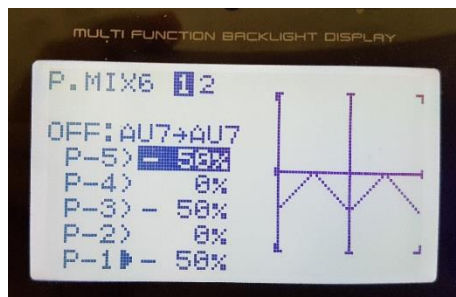 MULTI FUNCTION BACKLIGHT DISPLAY
P.MIX6 1 2
OFF:AU7→AU7
P-5) - 50%
P-4) 0%
P-3) - 50%
P-2) 0%
P-1▶ - 50%